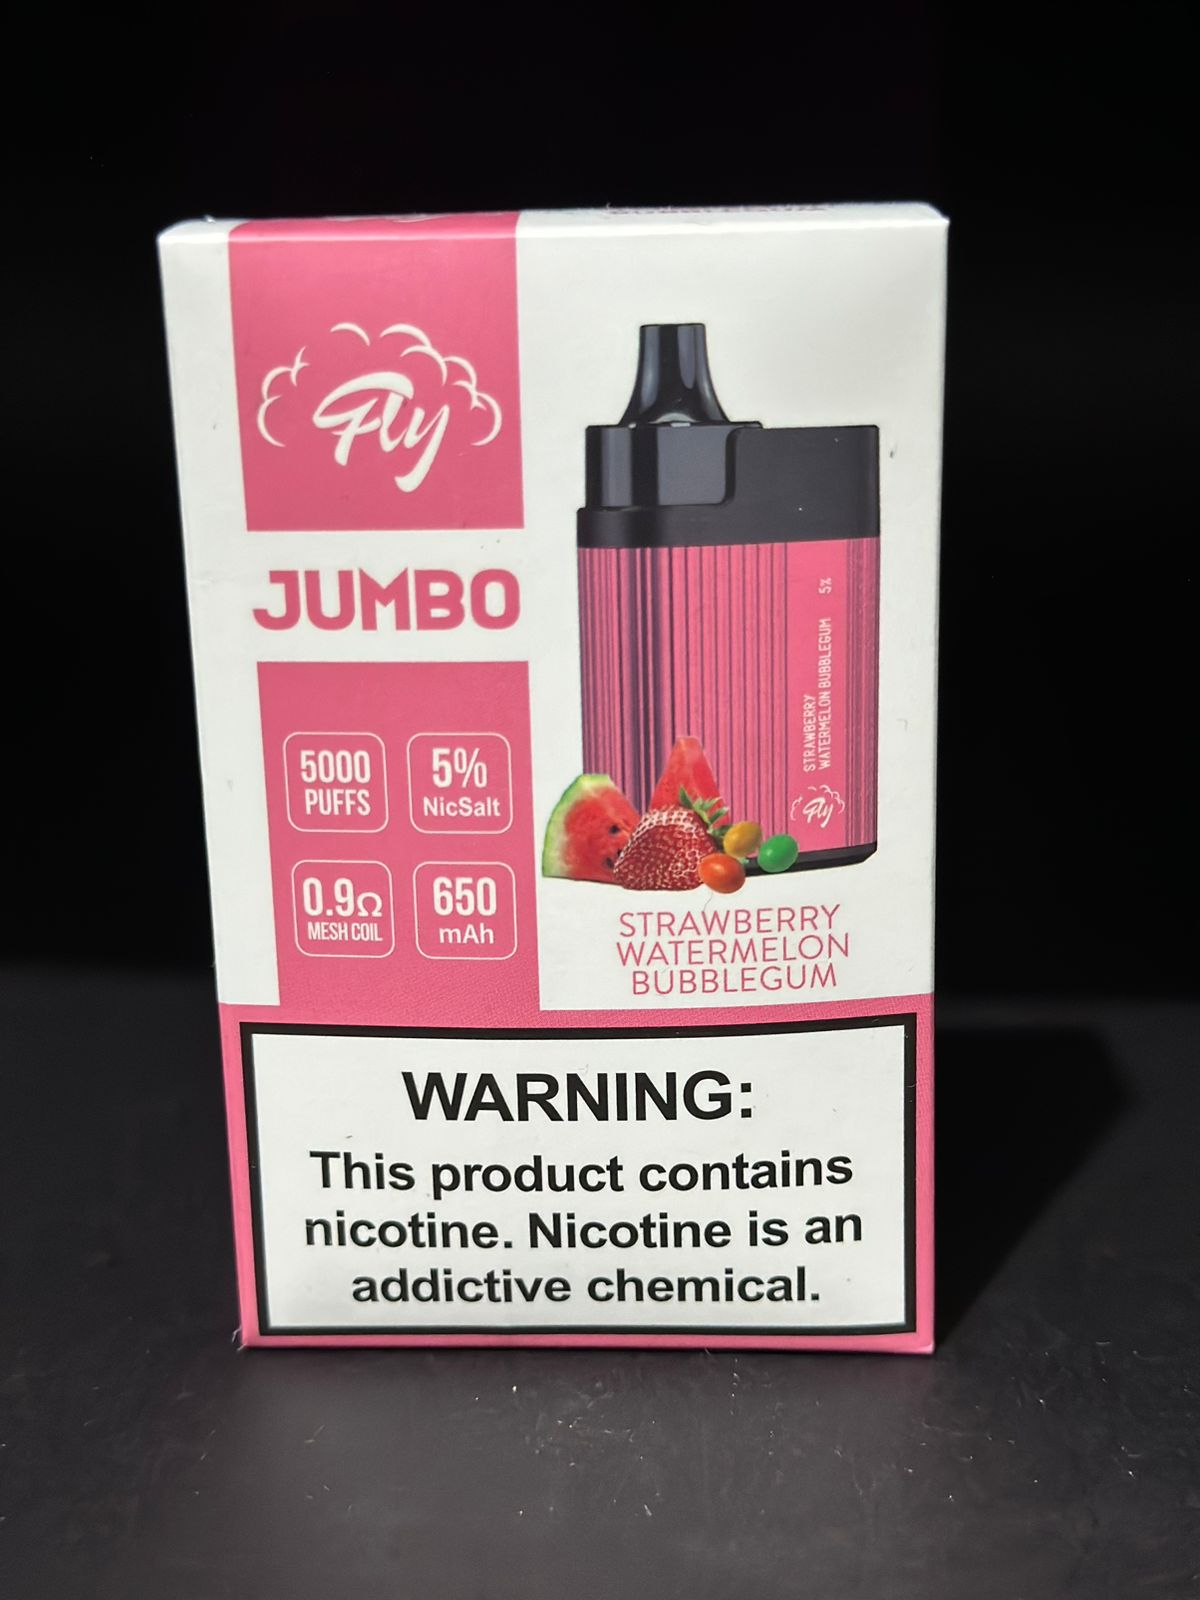 Fly
JUMBO
5000
PUFFS
5%
NicSalt
0.9Ω
MESH COIL
650
mAh
STRAWBERRY
WATERMELON BUBBLEGUM 5%
Fly
STRAWBERRY
WATERMELON
BUBBLEGUM
WARNING:
This product contains
nicotine. Nicotine is an
addictive chemical.